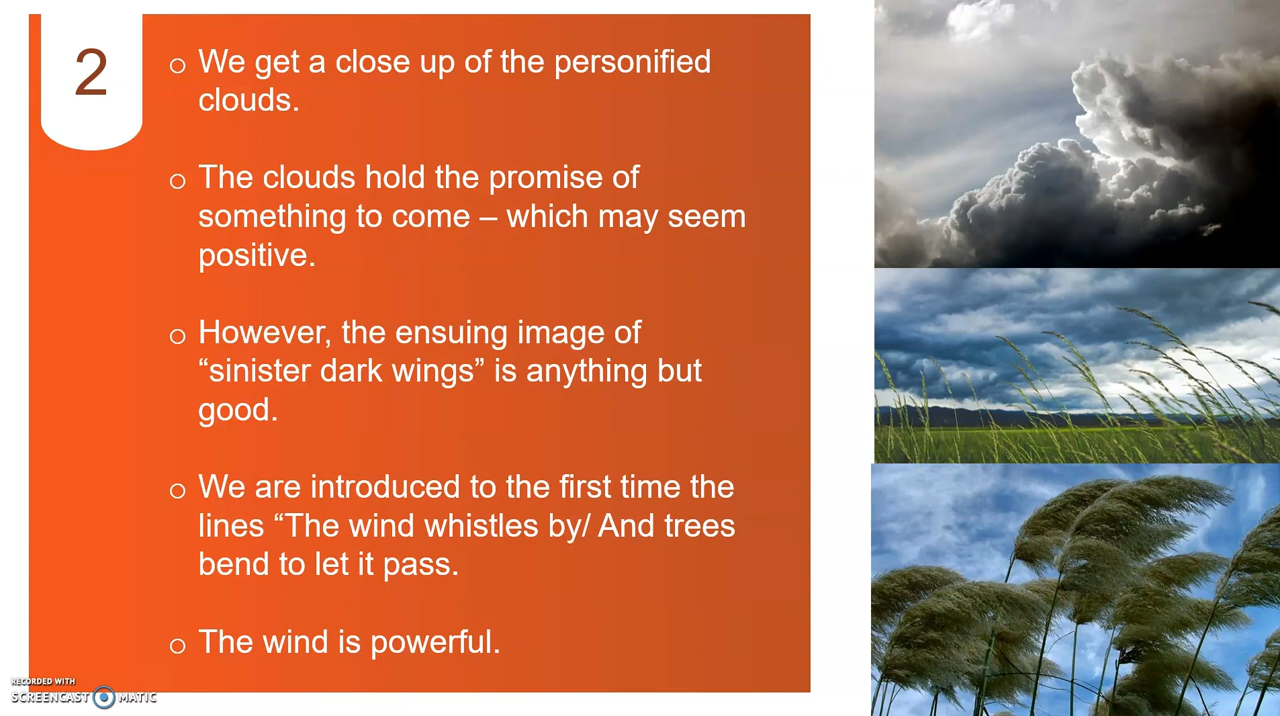 2
○ We get a close up of the personified
clouds.
○ The clouds hold the promise of
something to come – which may seem
positive.
○ However, the ensuing image of
“sinister dark wings” is anything but
good.
○ We are introduced to the first time the
lines “The wind whistles by/ And trees
bend to let it pass.
○ The wind is powerful.
RECORDED WITH
SCREENCAST MATIC